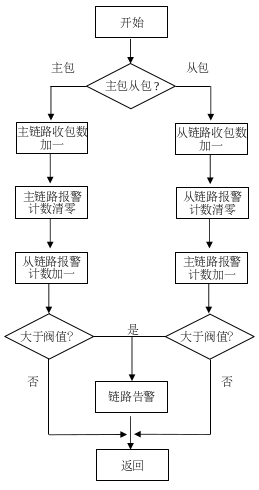 开始
主包
从包
主包从包?
主链路收包数
加一
从链路收包数
加一
主链路报警
计数清零
从链路报警
计数清零
从链路报警
计数加一
主链路报警
计数加一
大于阀值?
是
大于阀值?
否
否
链路告警
返回